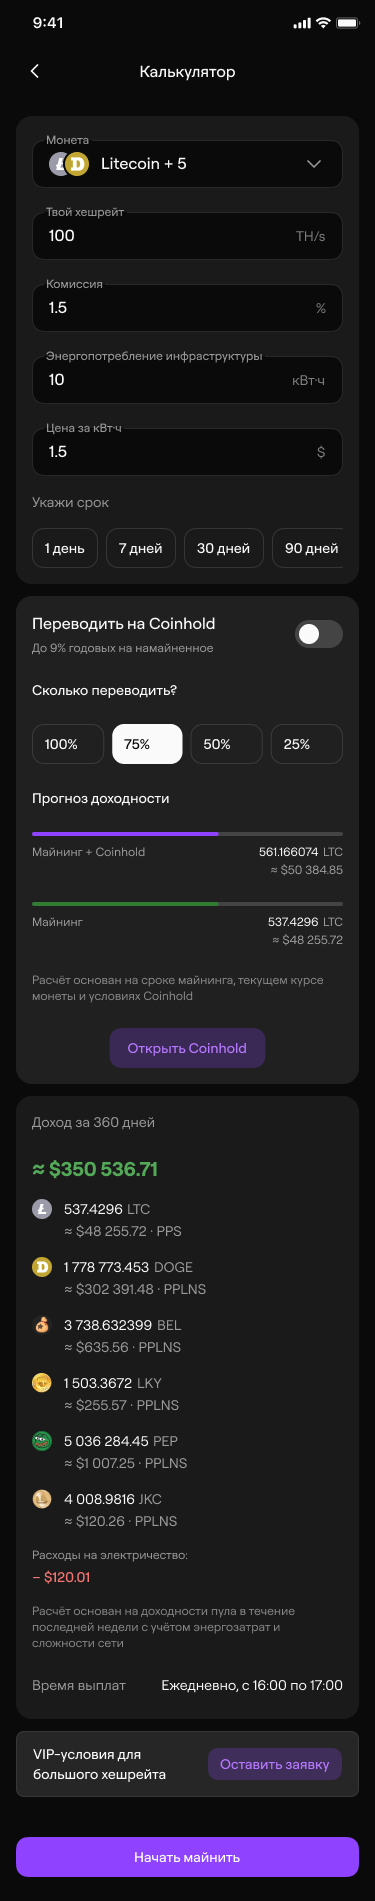 9:41
Калькулятор
Монета
Litecoin + 5
Твой хешрейт
100 TH/s
Комиссия
1.5 %
Энергопотребление инфраструктуры
10 кВт·ч
Цена за кВт·ч
1.5 $
Укажи срок
1 день 7 дней 30 дней 90 дней
Переводить на Coinhold
До 9% годовых на намайненное
Сколько переводить?
100% 75% 50% 25%
Прогноз доходности
Майнинг + Coinhold 561.166074 LTC
≈ $50 384.85
Майнинг 537.4296 LTC
≈ $48 255.72
Расчёт основан на сроке майнинга, текущем курсе
монеты и условиях Coinhold
Открыть Coinhold
Доход за 360 дней
≈ $350 536.71
537.4296 LTC
≈ $48 255.72 · PPS
1 778 773.453 DOGE
≈ $302 391.48 · PPLNS
3 738.632399 BEL
≈ $635.56 · PPLNS
1 503.3672 LKY
≈ $255.57 · PPLNS
5 036 284.45 PEP
≈ $1 007.25 · PPLNS
4 008.9816 JKC
≈ $120.26 · PPLNS
Расходы на электричество:
− $120.01
Расчёт основан на доходности пула в течение
последней недели с учётом энергозатрат и
сложности сети
Время выплат Ежедневно, с 16:00 по 17:00
VIP-условия для
большого хешрейта
Оставить заявку
Начать майнить